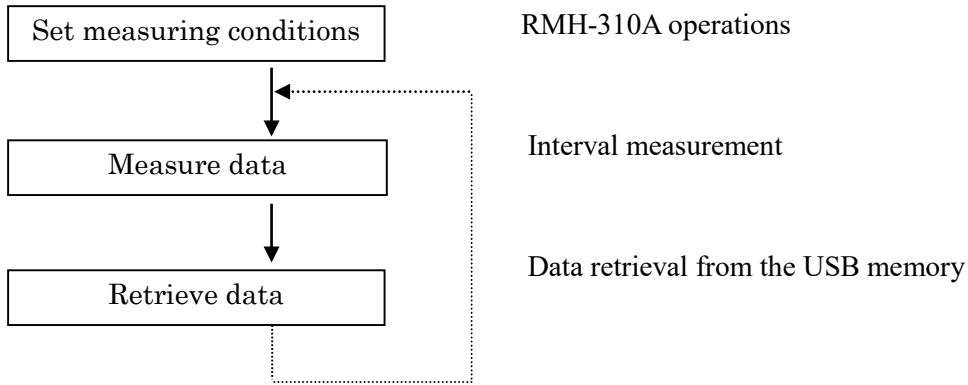 Set measuring conditions
RMH-310A operations
Measure data
Interval measurement
Retrieve data
Data retrieval from the USB memory